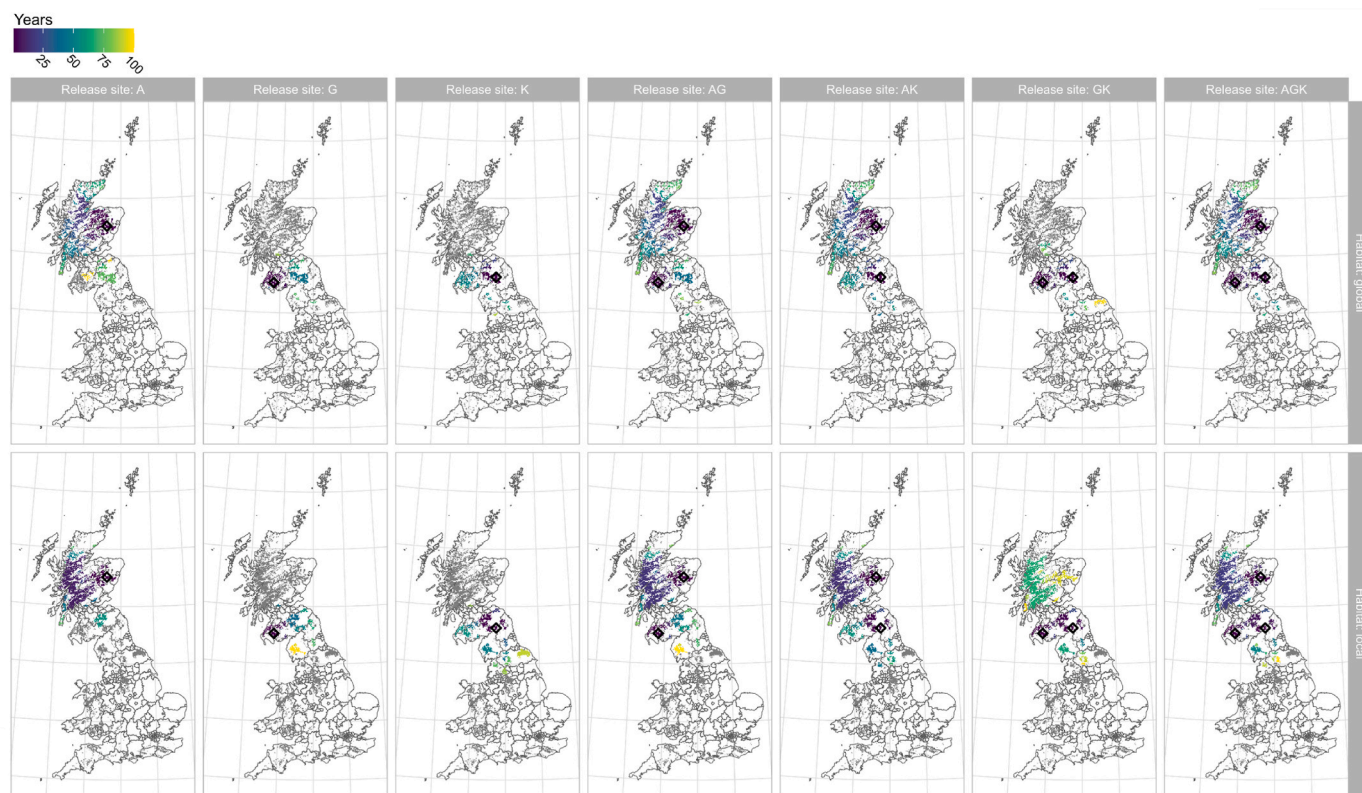 Years
25 50 75 100
Release site: A
Release site: G
Release site: K
Release site: AG
Release site: AK
Release site: GK
Release site: AGK
Habitat: global
Habitat: local